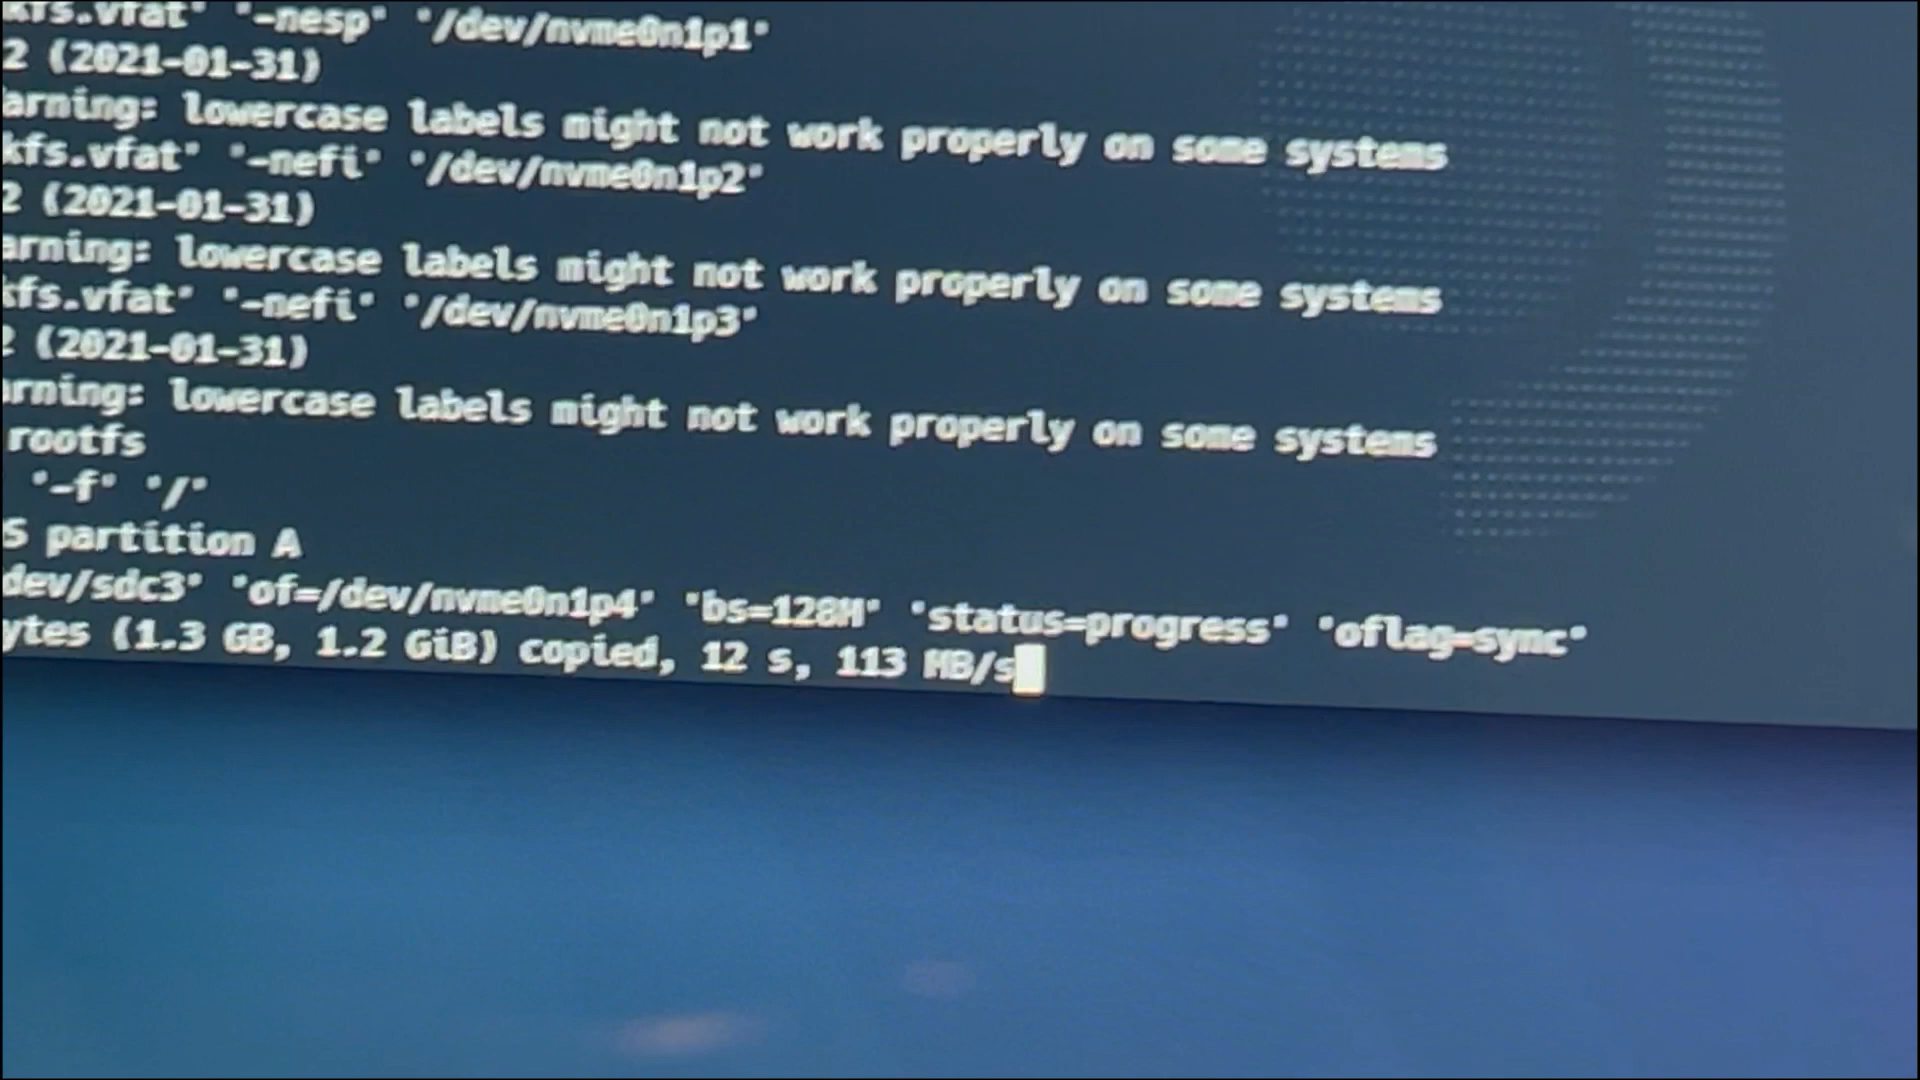 kfs.vfat' '-nesp' '/dev/nvme0n1p1'
2 (2021-01-31)
arning: lowercase labels might not work properly on some systems
kfs.vfat' '-nefi' '/dev/nvme0n1p2'
2 (2021-01-31)
arning: lowercase labels might not work properly on some systems
kfs.vfat' '-nefi' '/dev/nvme0n1p3'
2 (2021-01-31)
arning: lowercase labels might not work properly on some systems
rootfs
'-f' '/'
S partition A
dev/sdc3' 'of=/dev/nvme0n1p4' 'bs=128M' 'status=progress' 'oflag=sync'
ytes (1.3 GB, 1.2 GiB) copied, 12 s, 113 MB/s